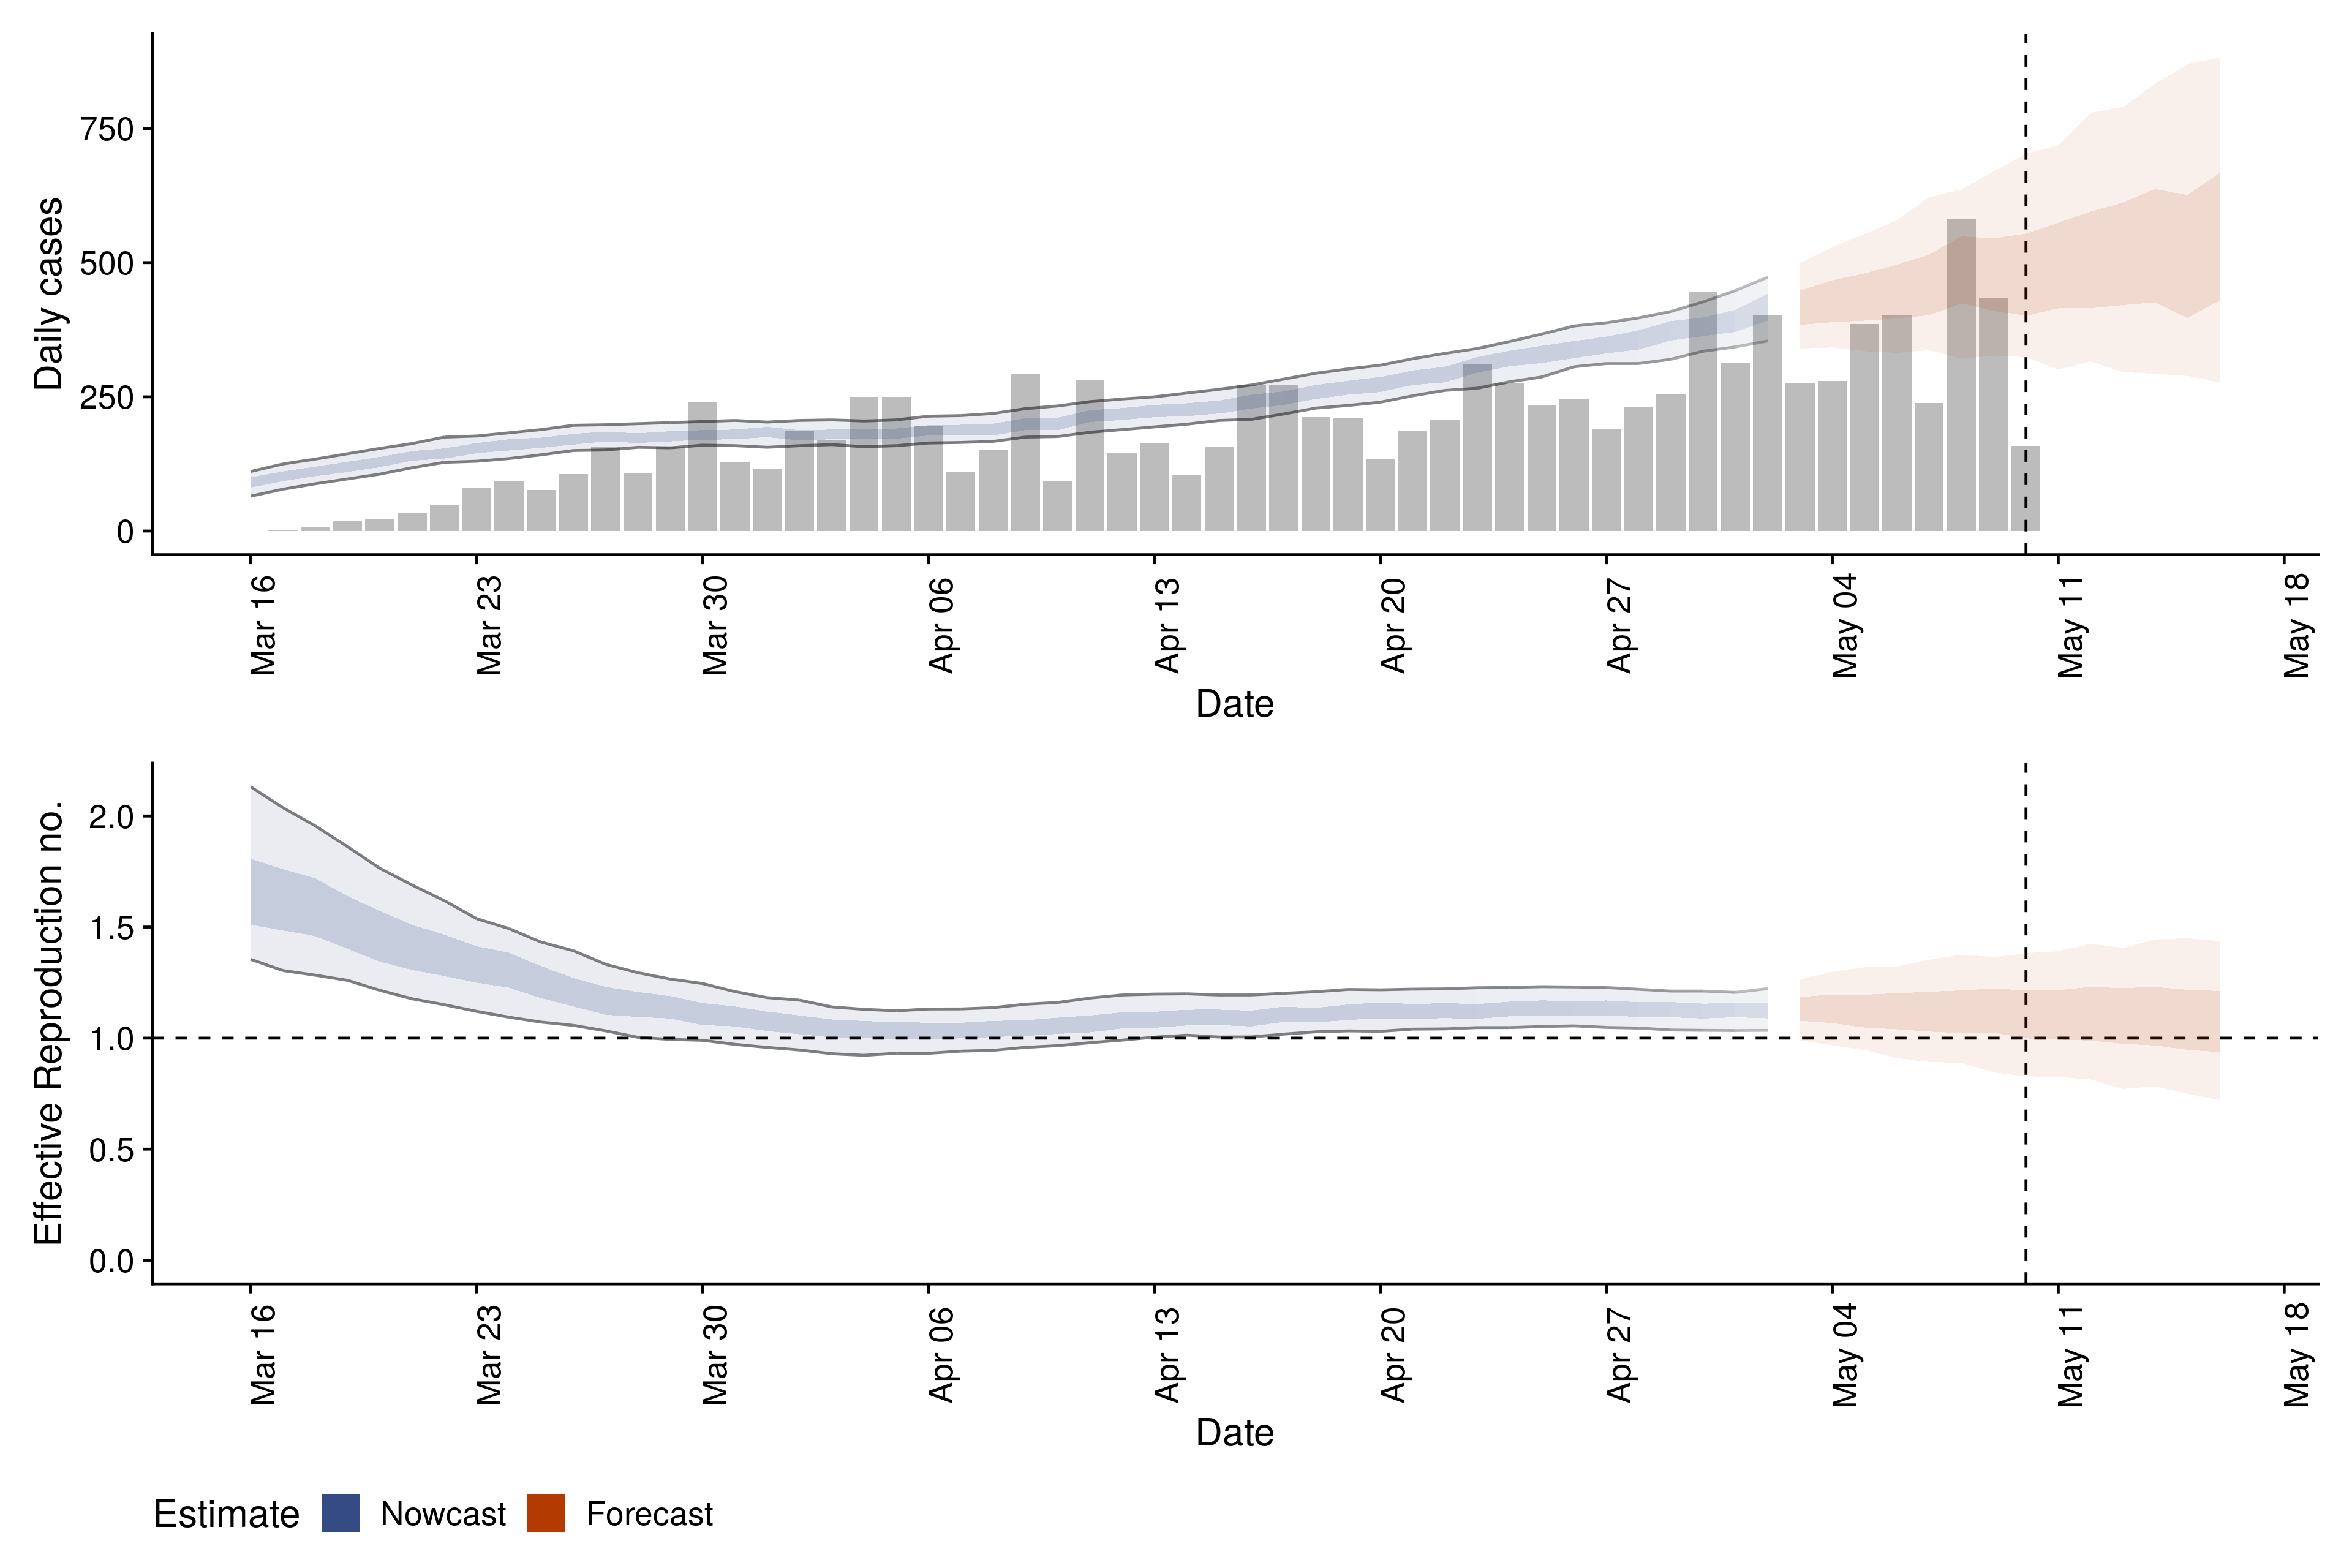 Daily cases
750
500
250
0
Mar 16
Mar 23
Mar 30
Apr 06
Apr 13
Apr 20
Apr 27
May 04
May 11
May 18
Date
Effective Reproduction no.
2.0
1.5
1.0
0.5
0.0
Mar 16
Mar 23
Mar 30
Apr 06
Apr 13
Apr 20
Apr 27
May 04
May 11
May 18
Date
Estimate Nowcast Forecast